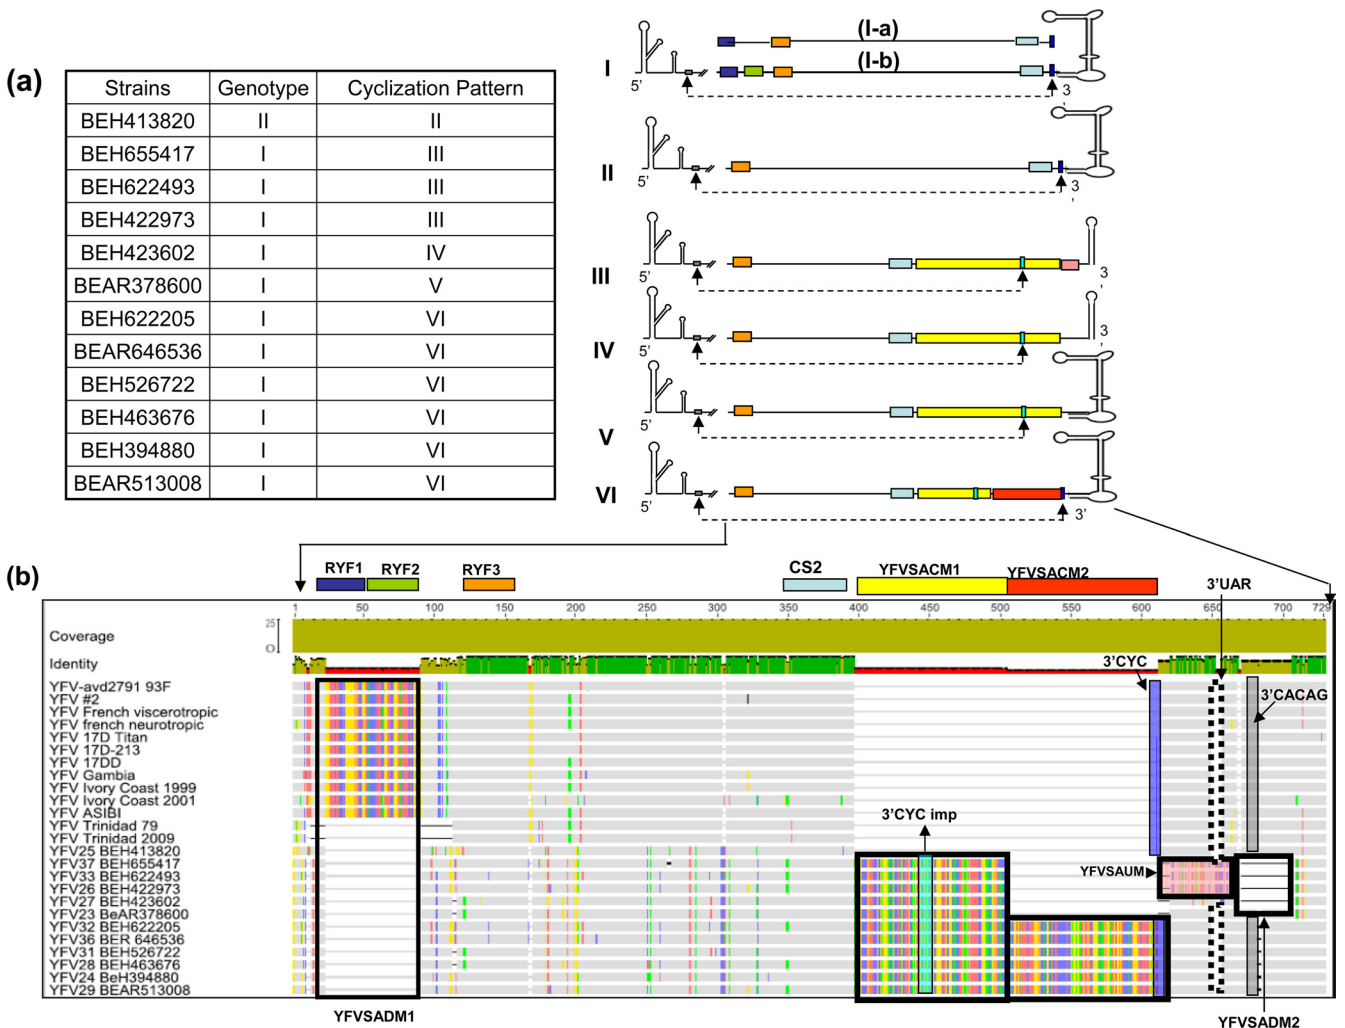 (a)
Strains Genotype Cyclization Pattern
BEH413820 II II
BEH655417 I III
BEH622493 I III
BEH422973 I III
BEH423602 I IV
BEAR378600 I V
BEH622205 I VI
BEAR646536 I VI
BEH526722 I VI
BEH463676 I VI
BEH394880 I VI
BEAR513008 I VI
(I-a)
I (I-b)
5' 3'
II
5' 3'
III
5' 3'
IV
5' 3'
V
5'
VI
5' 3'
(b)
RYF1 RYF2 RYF3 CS2 YFVSACM1 YFVSACM2 3'UAR
1 50 100 150 200 250 300 350 400 450 500 550 600 650 700 729
25
0
Coverage
Identity
3'CYC
3'CACAG
YFV-avd2791 93F
YFV #2
YFV French viscerotropic
YFV french neurotropic
YFV 17D Titan
YFV 17D-213
YFV 17DD
YFV Gambia
YFV Ivory Coast 1999
YFV Ivory Coast 2001
YFV ASIBI
YFV Trinidad 79
YFV Trinidad 2009
YFV25 BEH413820
YFV37 BEH655417
YFV33 BEH622493
YFV26 BEH422973
YFV27 BEH423602
YFV23 BeAR378600
YFV32 BEH622205
YFV36 BER 646536
YFV31 BEH526722
YFV28 BEH463676
YFV24 BeH394880
YFV29 BEAR513008
3'CYC imp
YFVSAUM
YFVSADM1
YFVSADM2